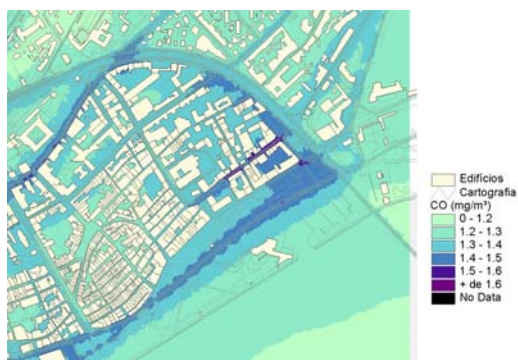 Edifícios
Cartografia
CO (mg/m³)
0 - 1.2
1.2 - 1.3
1.3 - 1.4
1.4 - 1.5
1.5 - 1.6
+ de 1.6
No Data